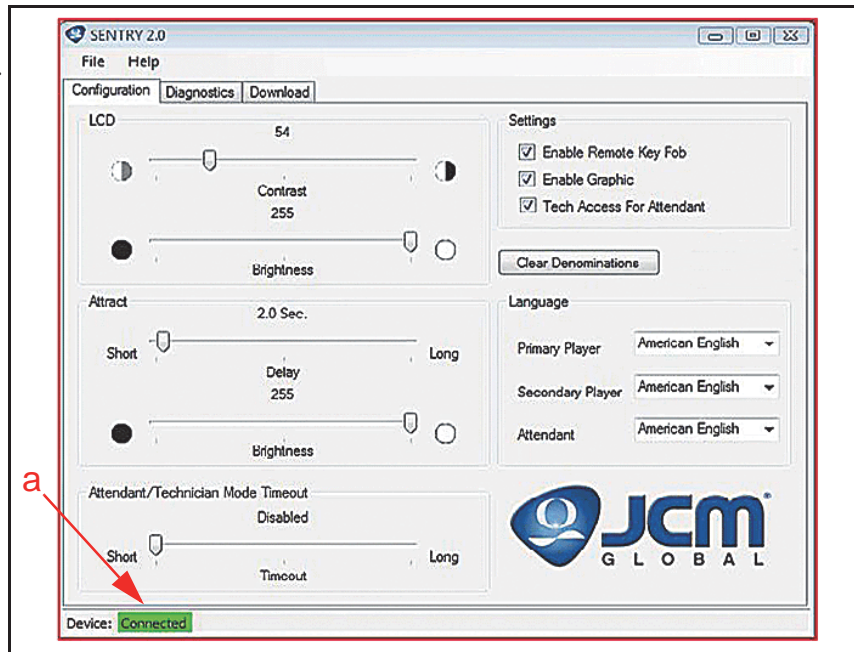 SENTRY 2.0
File Help
Configuration Diagnostics Download
LCD
54
Contrast
255
Brightness
Attract
2.0 Sec.
Short Long
Delay
255
Brightness
Attendant/Technician Mode Timeout
Disabled
Short Long
Timeout
Settings
Enable Remote Key Fob
Enable Graphic
Tech Access For Attendant
Clear Denominations
Language
Primary Player American English
Secondary Player American English
Attendant American English
JCM
GLOBAL
a
Device: Connected